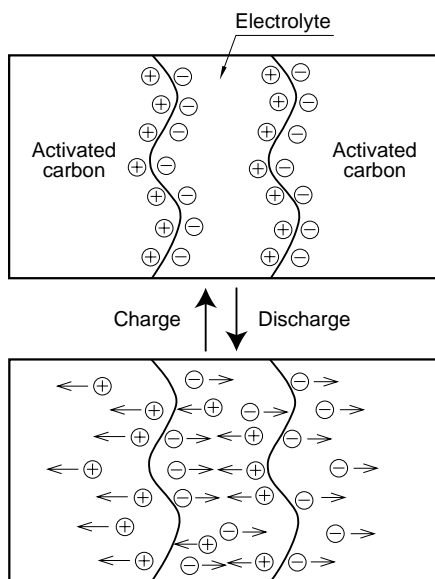 Electrolyte
Activated
carbon
Activated
carbon
Charge
Discharge